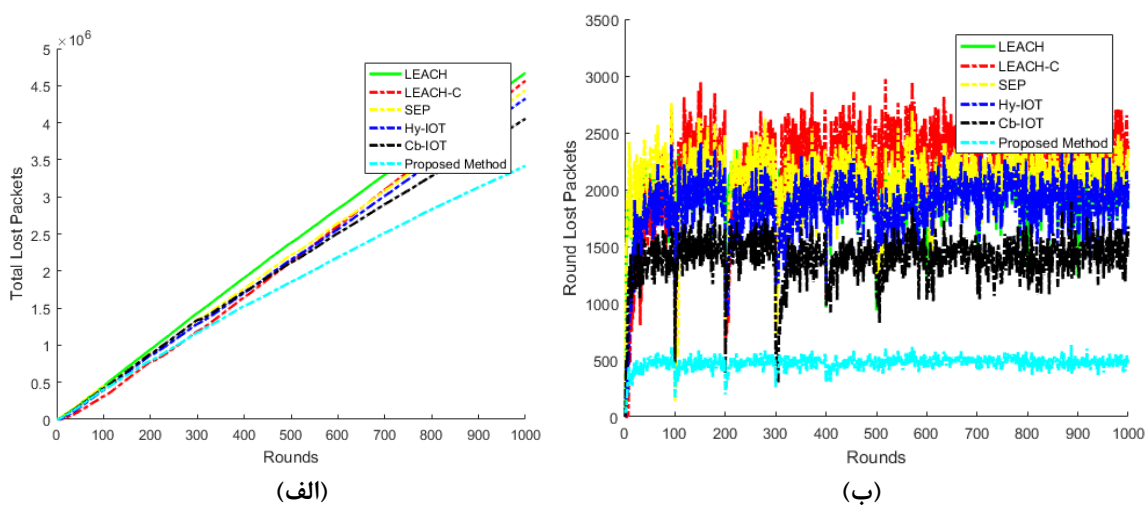 × 10^6
5
4.5
4
3.5
3
2.5
2
1.5
1
0.5
0
Total Lost Packets
LEACH
LEACH-C
SEP
Hy-IOT
Cb-IOT
Proposed Method
0 100 200 300 400 500 600 700 800 900 1000
Rounds
(الف)
3500
3000
2500
2000
1500
1000
500
0
Round Lost Packets
LEACH
LEACH-C
SEP
Hy-IOT
Cb-IOT
Proposed Method
0 100 200 300 400 500 600 700 800 900 1000
Rounds
(ب)